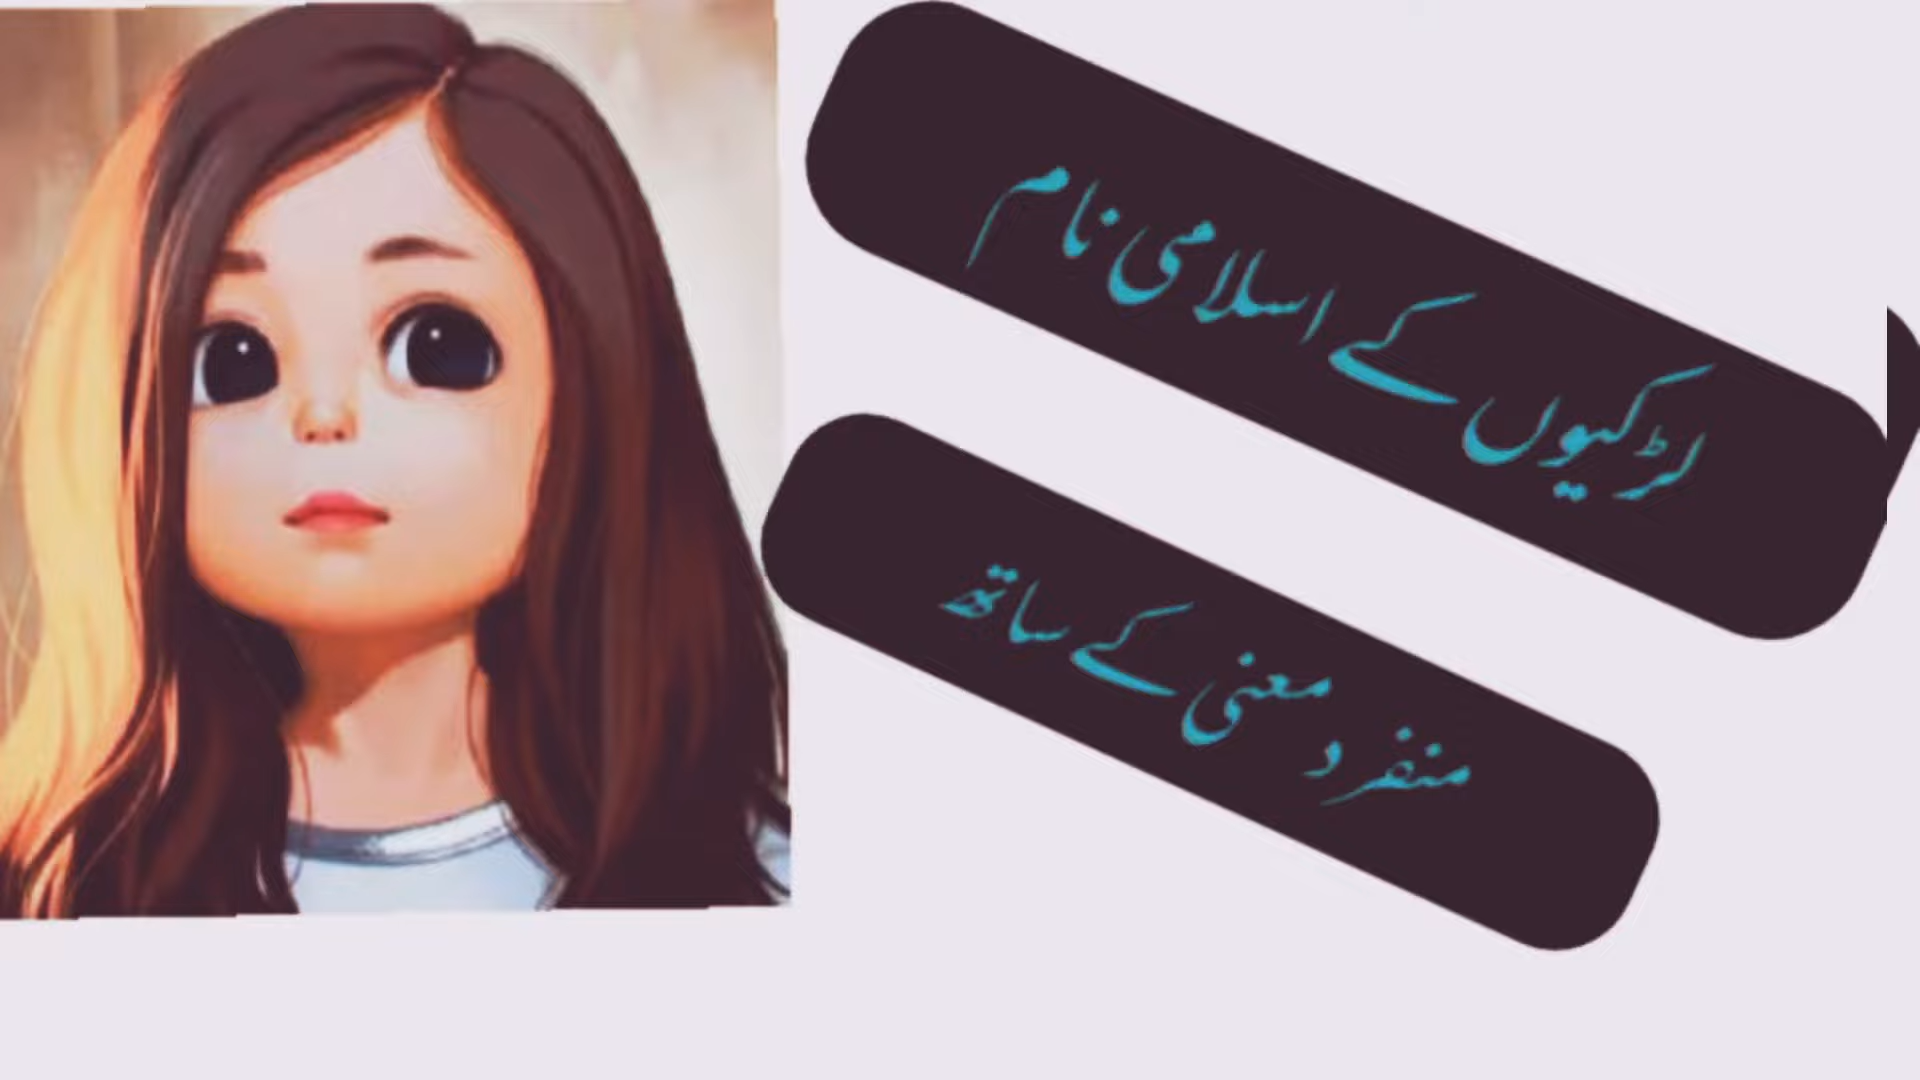 لڑکیوں کے اسلامی نام
منفرد معنی کے ساتھ